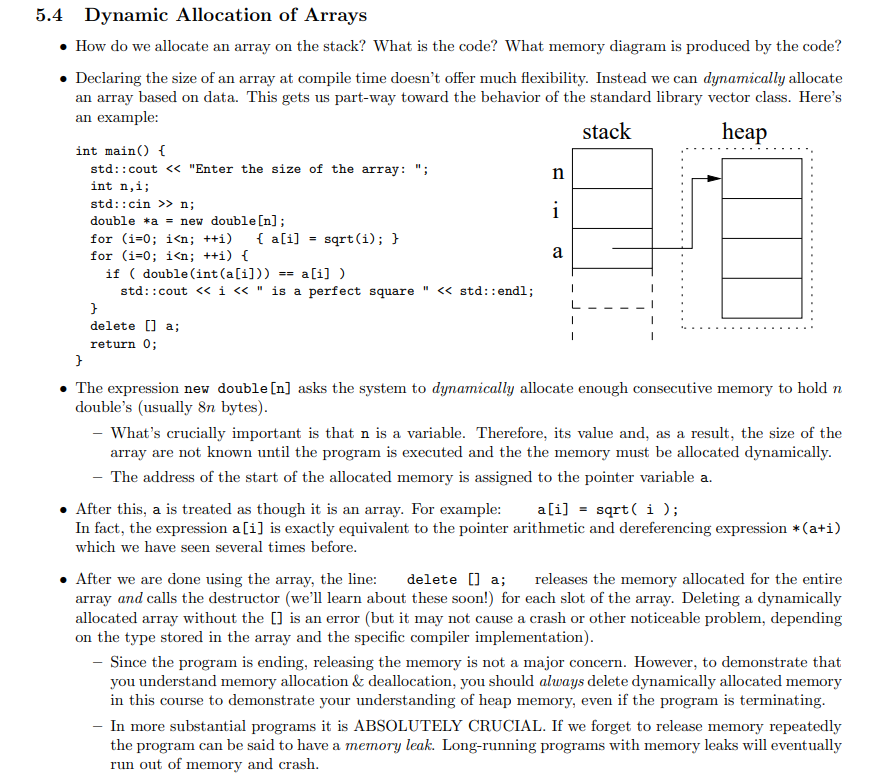 5.4 Dynamic Allocation of Arrays
• How do we allocate an array on the stack? What is the code? What memory diagram is produced by the code?
• Declaring the size of an array at compile time doesn't offer much flexibility. Instead we can dynamically allocate
an array based on data. This gets us part-way toward the behavior of the standard library vector class. Here's
an example:
int main() {
std::cout << "Enter the size of the array: ";
int n,i;
std::cin >> n;
double *a = new double[n];
for (i=0; i<n; ++i) { a[i] = sqrt(i); }
for (i=0; i<n; ++i) {
if ( double(int(a[i])) == a[i] )
std::cout << i << " is a perfect square " << std::endl;
}
delete [] a;
return 0;
}
stack heap
n
i
a
• The expression new double[n] asks the system to dynamically allocate enough consecutive memory to hold n
double's (usually 8n bytes).
– What's crucially important is that n is a variable. Therefore, its value and, as a result, the size of the
array are not known until the program is executed and the the memory must be allocated dynamically.
– The address of the start of the allocated memory is assigned to the pointer variable a.
• After this, a is treated as though it is an array. For example: a[i] = sqrt( i );
In fact, the expression a[i] is exactly equivalent to the pointer arithmetic and dereferencing expression *(a+i)
which we have seen several times before.
• After we are done using the array, the line: delete [] a; releases the memory allocated for the entire
array and calls the destructor (we'll learn about these soon!) for each slot of the array. Deleting a dynamically
allocated array without the [] is an error (but it may not cause a crash or other noticeable problem, depending
on the type stored in the array and the specific compiler implementation).
– Since the program is ending, releasing the memory is not a major concern. However, to demonstrate that
you understand memory allocation & deallocation, you should always delete dynamically allocated memory
in this course to demonstrate your understanding of heap memory, even if the program is terminating.
– In more substantial programs it is ABSOLUTELY CRUCIAL. If we forget to release memory repeatedly
the program can be said to have a memory leak. Long-running programs with memory leaks will eventually
run out of memory and crash.